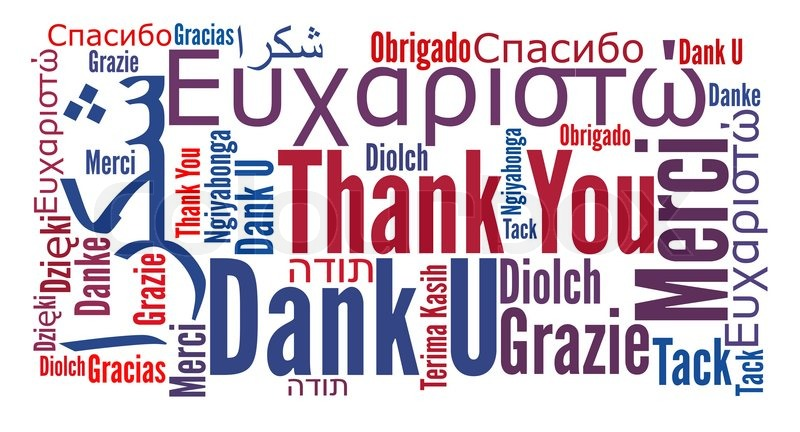 Спасибо
Gracias
شكرا
Obrigado
Спасибо
Dank U
Grazie
Ευχαριστώ
Danke
Ευχαριστώ
شكرا
Merci
Thank You
Ngiyabonga
Dank U
Diolch
Thank You
Ngiyabonga
Tack
Obrigado
Merci
Ευχαριστώ
Dzięki
Dzięki
Danke
Grazie
תודה
Dank U
Terima Kasih
Diolch
Grazie
Diolch
Gracias
Merci
תודה
Tack
Tack